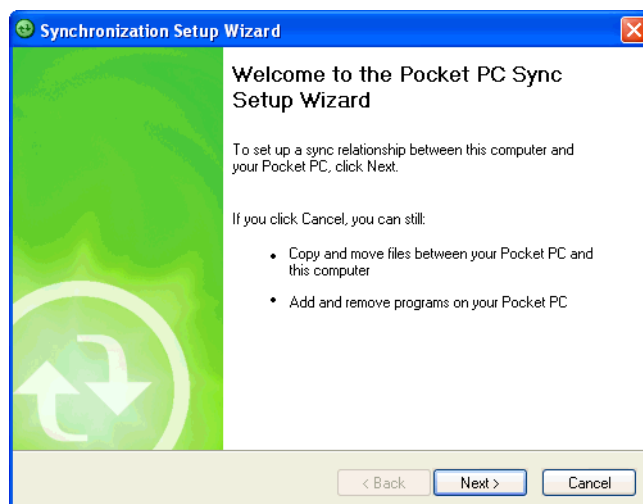 Synchronization Setup Wizard
Welcome to the Pocket PC Sync
Setup Wizard
To set up a sync relationship between this computer and
your Pocket PC, click Next.
If you click Cancel, you can still:
• Copy and move files between your Pocket PC and
this computer
• Add and remove programs on your Pocket PC
< Back Next > Cancel